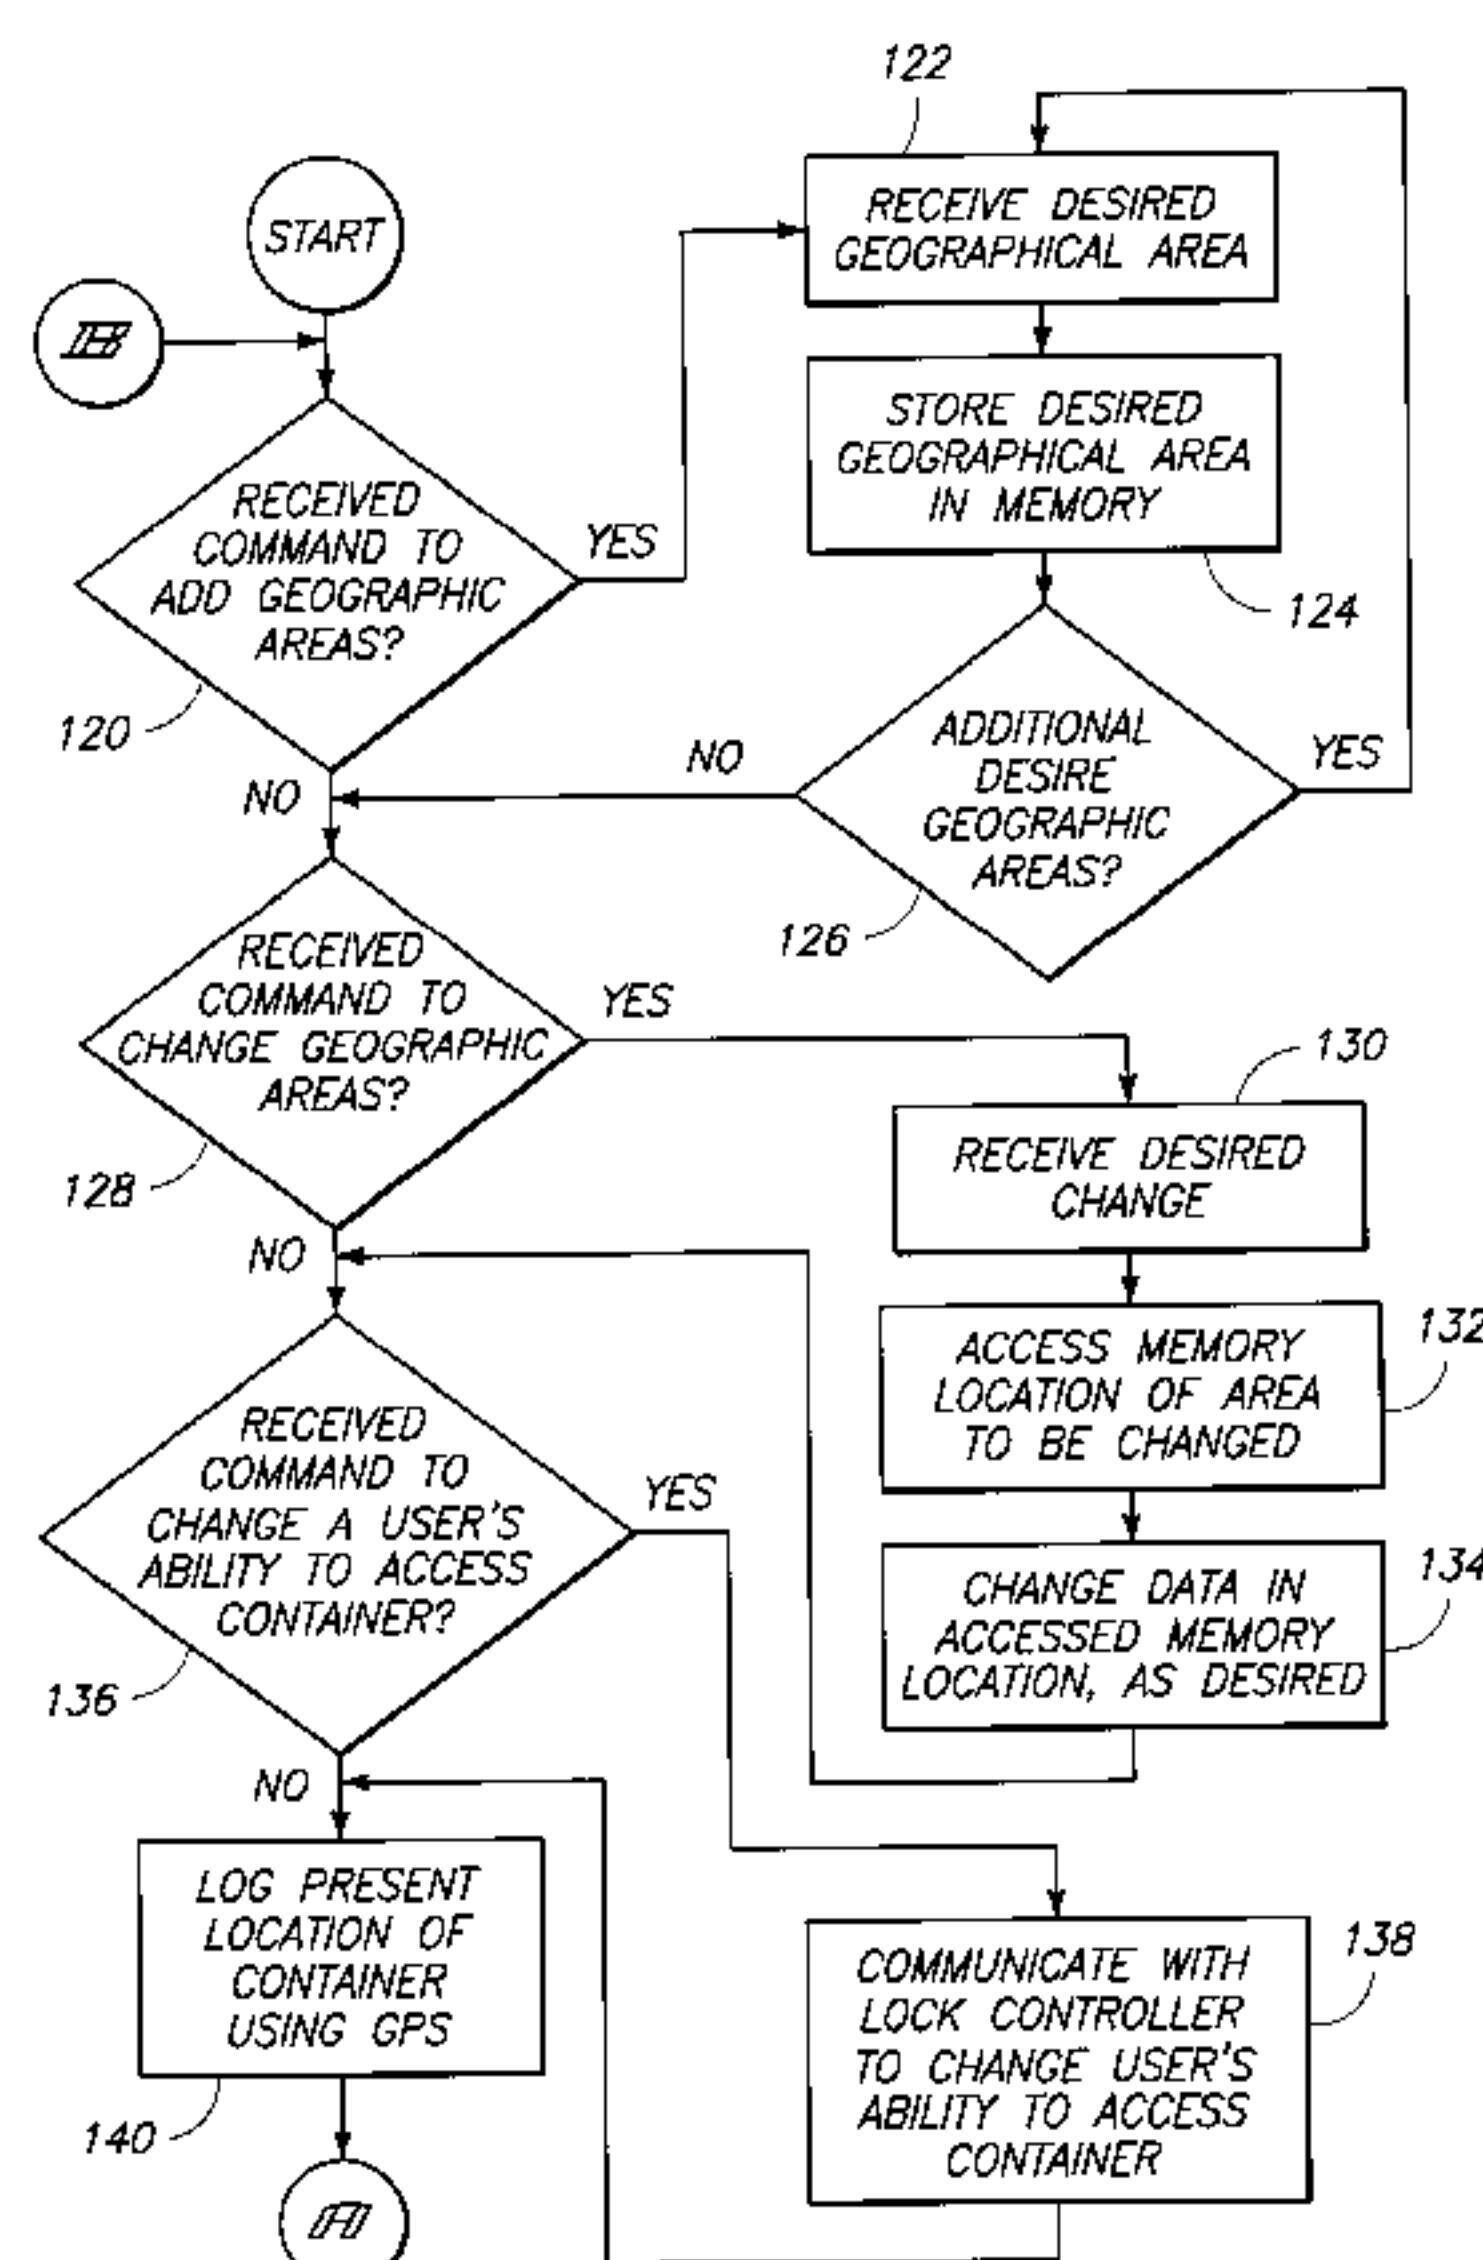 122
START
RECEIVE DESIRED
GEOGRAPHICAL AREA
STORE DESIRED
GEOGRAPHICAL AREA
IN MEMORY
124
RECEIVED
COMMAND TO
ADD GEOGRAPHIC
AREAS?
YES
120
NO
ADDITIONAL
DESIRE
GEOGRAPHIC
AREAS?
YES
NO
126
RECEIVED
COMMAND TO
CHANGE GEOGRAPHIC
AREAS?
YES
128
NO
130
RECEIVE DESIRED
CHANGE
ACCESS MEMORY
LOCATION OF AREA
TO BE CHANGED
132
CHANGE DATA IN
ACCESSED MEMORY
LOCATION, AS DESIRED
134
RECEIVED
COMMAND TO
CHANGE A USER'S
ABILITY TO ACCESS
CONTAINER?
YES
136
NO
LOG PRESENT
LOCATION OF
CONTAINER
USING GPS
140
COMMUNICATE WITH
LOCK CONTROLLER
TO CHANGE USER'S
ABILITY TO ACCESS
CONTAINER
138